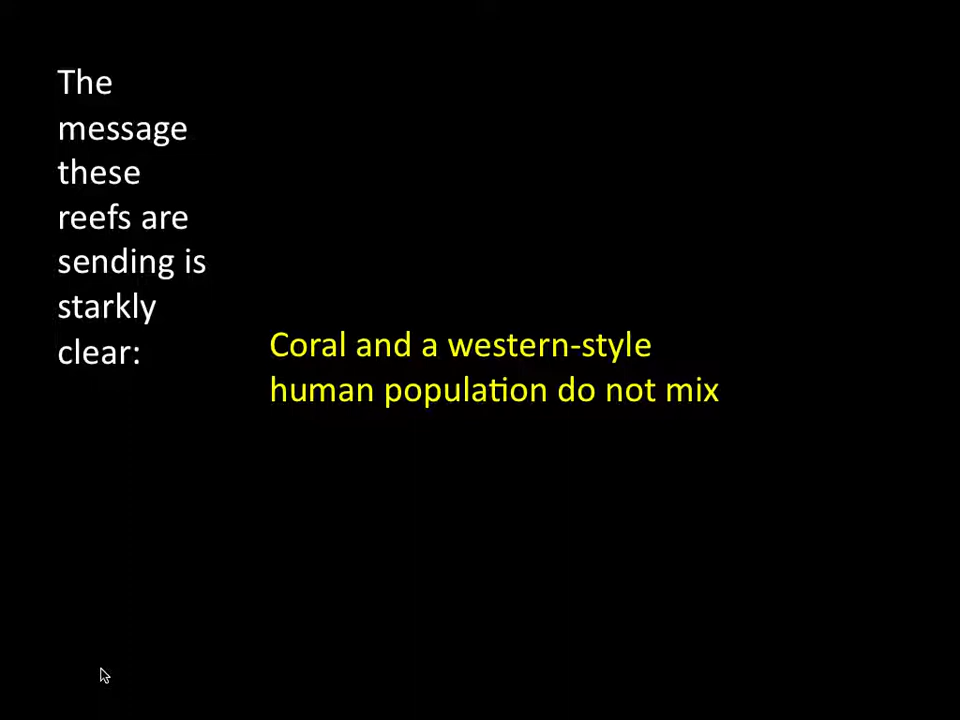 The
message
these
reefs are
sending is
starkly
clear:
Coral and a western-style
human population do not mix